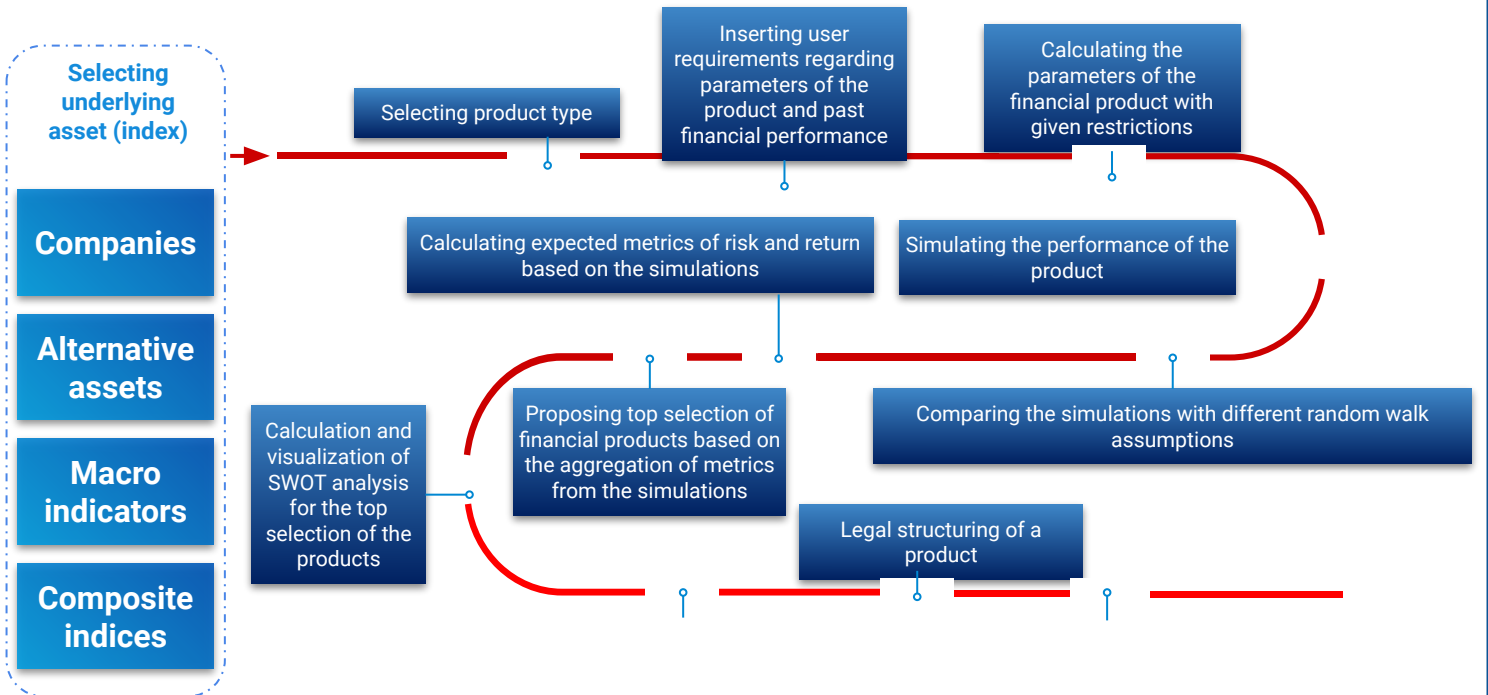 Selecting
underlying
asset (index)
Companies
Alternative
assets
Macro
indicators
Composite
indices
Selecting product type
Inserting user
requirements regarding
parameters of the
product and past
financial performance
Calculating the
parameters of the
financial product with
given restrictions
Calculating expected metrics of risk and return
based on the simulations
Simulating the performance of the
product
Calculation and
visualization of
SWOT analysis
for the top
selection of the
products
Proposing top selection of
financial products based on
the aggregation of metrics
from the simulations
Comparing the simulations with different random walk
assumptions
Legal structuring of a
product